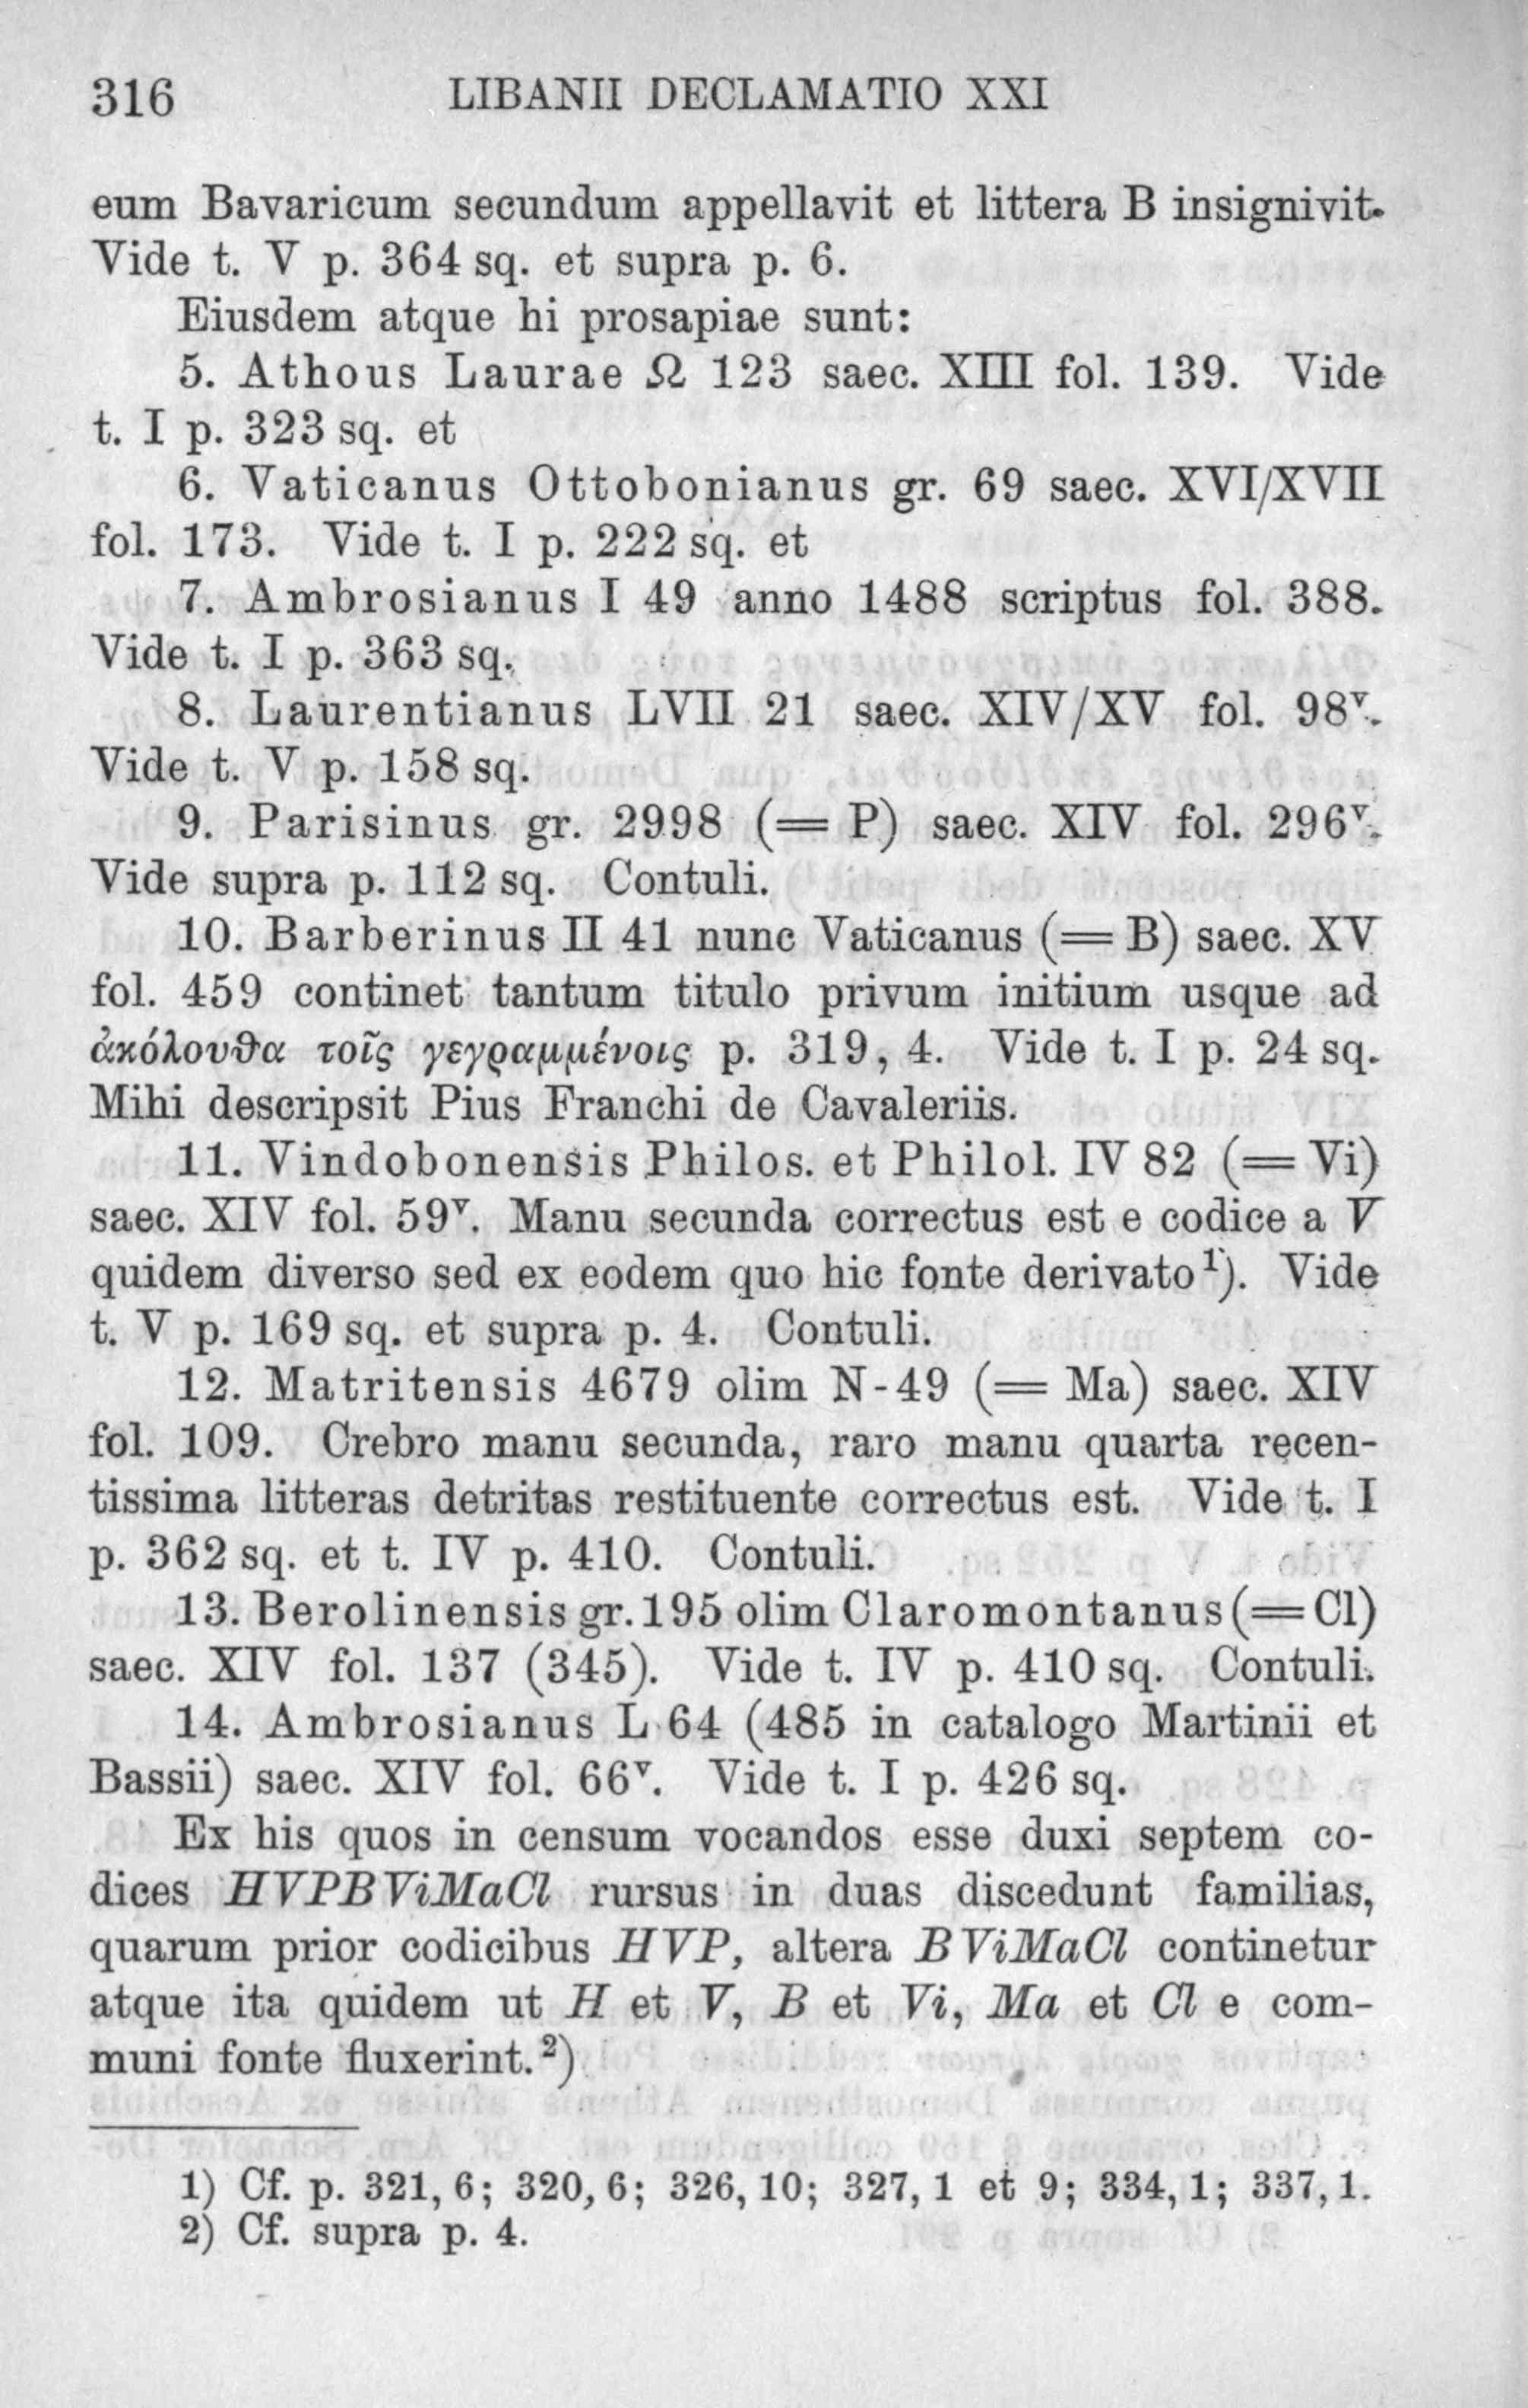 316 LIBANII DECLAMATIO XXI
eum Bavaricum secundum appellavit et littera B insignivit.
Vide t. V p. 364 sq. et supra p. 6.
Eiusdem atque hi prosapiae sunt:
5. Athous Laurae Ω 123 saec. XIII fol. 139. Vide
t. I p. 323 sq. et
6. Vaticanus Ottobonianus gr. 69 saec. XVI/XVII
fol. 173. Vide t. I p. 222 sq. et
7. Ambrosianus I 49 anno 1488 scriptus fol. 388.
Vide t. I p. 363 sq.
8. Laurentianus LVII 21 saec. XIV/XV fol. 98ᵛ.
Vide t. V p. 158 sq.
9. Parisinus gr. 2998 (= P) saec. XIV fol. 296ᵛ.
Vide supra p. 112 sq. Contuli.
10. Barberinus II 41 nunc Vaticanus (= B) saec. XV
fol. 459 continet tantum titulo privum initium usque ad
ἀκόλουϑα τοῖς γεγραμμένοις p. 319, 4. Vide t. I p. 24 sq.
Mihi descripsit Pius Franchi de Cavaleriis.
11. Vindobonensis Philos. et Philol. IV 82 (= Vi)
saec. XIV fol. 59ᵛ. Manu secunda correctus est e codice a V
quidem diverso sed ex eodem quo hic fonte derivato¹). Vide
t. V p. 169 sq. et supra p. 4. Contuli.
12. Matritensis 4679 olim N-49 (= Ma) saec. XIV
fol. 109. Crebro manu secunda, raro manu quarta recen-
tissima litteras detritas restituente correctus est. Vide t. I
p. 362 sq. et t. IV p. 410. Contuli.
13. Berolinensis gr. 195 olim Claromontanus (= Cl)
saec. XIV fol. 137 (345). Vide t. IV p. 410 sq. Contuli.
14. Ambrosianus L 64 (485 in catalogo Martinii et
Bassii) saec. XIV fol. 66ᵛ. Vide t. I p. 426 sq.
Ex his quos in censum vocandos esse duxi septem co-
dices HVPBViMaCl rursus in duas discedunt familias,
quarum prior codicibus HVP, altera BViMaCl continetur
atque ita quidem ut H et V, B et Vi, Ma et Cl e com-
muni fonte fluxerint.²)
1) Cf. p. 321, 6; 320, 6; 326, 10; 327, 1 et 9; 334, 1; 337, 1.
2) Cf. supra p. 4.